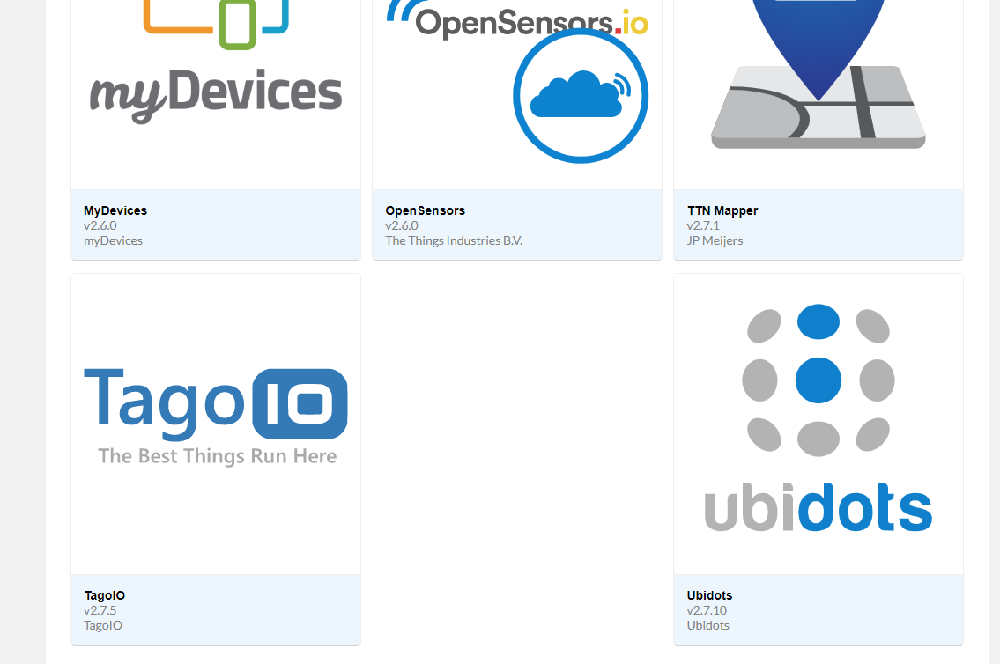 myDevices
OpenSensors.io
MyDevices
v2.6.0
myDevices
OpenSensors
v2.6.0
The Things Industries B.V.
TTN Mapper
v2.7.1
JP Meijers
TagoIO
The Best Things Run Here
ubidots
TagoIO
v2.7.5
TagoIO
Ubidots
v2.7.10
Ubidots